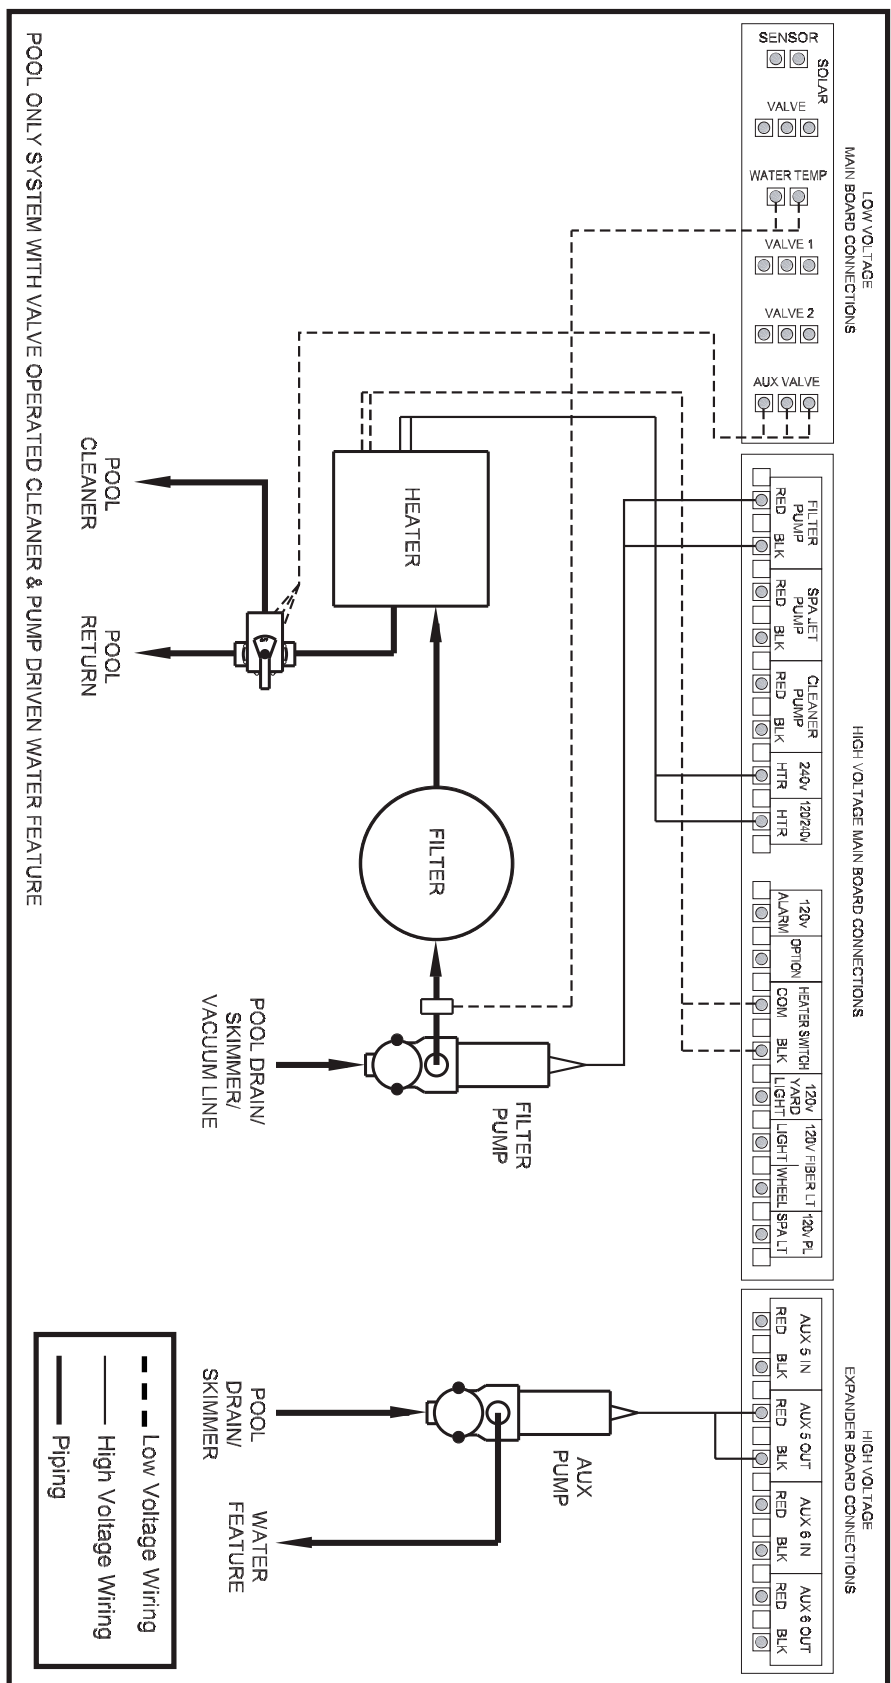 LOW VOLTAGE
MAIN BOARD CONNECTIONS
SENSOR
SOLAR
VALVE
WATER TEMP
VALVE 1
VALVE 2
AUX VALVE
HIGH VOLTAGE MAIN BOARD CONNECTIONS
FILTER
PUMP
RED BLK
SPA JET
PUMP
RED BLK
CLEANER
PUMP
RED BLK
240v
HTR
120/240v
HTR
120v
ALARM
OPTION
HEATER SWITCH
COM BLK
120v
YARD
LIGHT
120V FIBER LT
LIGHT WHEEL
120v PL
SPA LT
HIGH VOLTAGE
EXPANDER BOARD CONNECTIONS
AUX 5 IN
RED BLK
AUX 5 OUT
RED BLK
AUX 6 IN
RED BLK
AUX 6 OUT
RED BLK
HEATER
FILTER
FILTER
PUMP
AUX
PUMP
POOL
CLEANER
POOL
RETURN
POOL DRAIN/
SKIMMER/
VACUUM LINE
POOL
DRAIN/
SKIMMER
WATER
FEATURE
Low Voltage Wiring
High Voltage Wiring
Piping
POOL ONLY SYSTEM WITH VALVE OPERATED CLEANER & PUMP DRIVEN WATER FEATURE